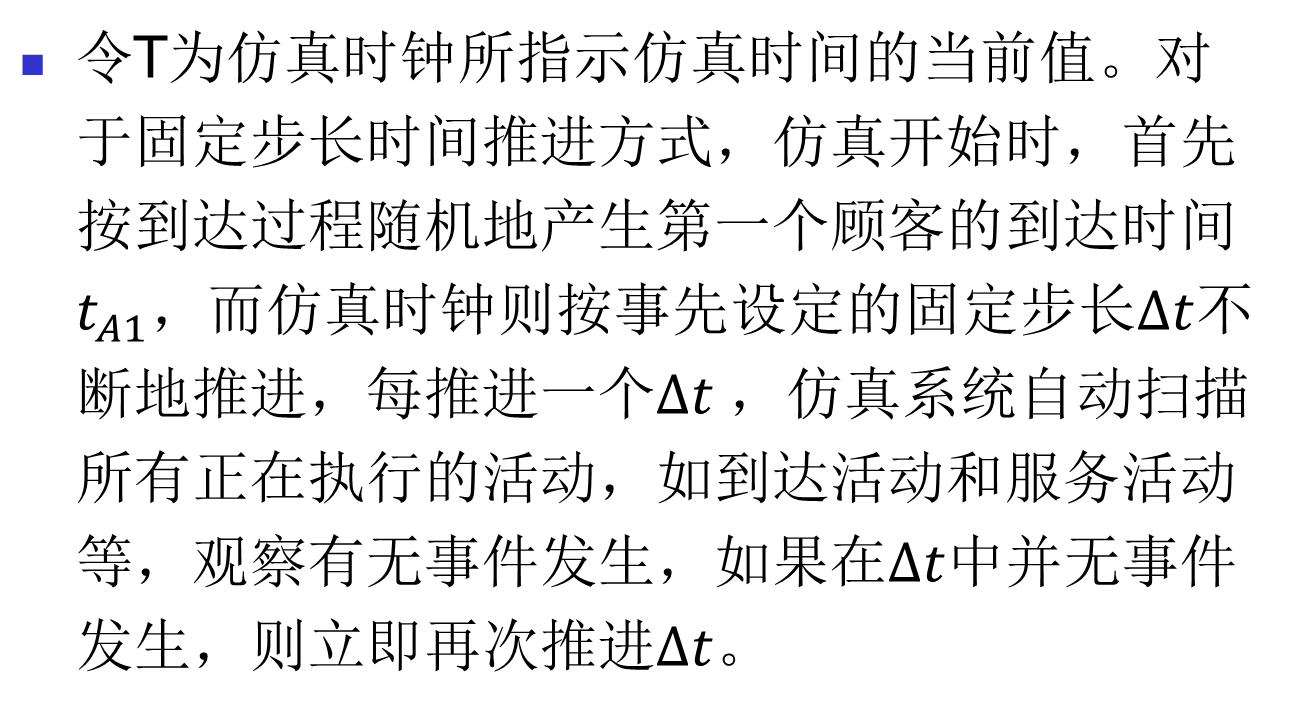 令T为仿真时钟所指示仿真时间的当前值。对
于固定步长时间推进方式，仿真开始时，首先
按到达过程随机地产生第一个顾客的到达时间
$t_{A1}$，而仿真时钟则按事先设定的固定步长Δt不
断地推进，每推进一个Δt ，仿真系统自动扫描
所有正在执行的活动，如到达活动和服务活动
等，观察有无事件发生，如果在Δt中并无事件
发生，则立即再次推进Δt。